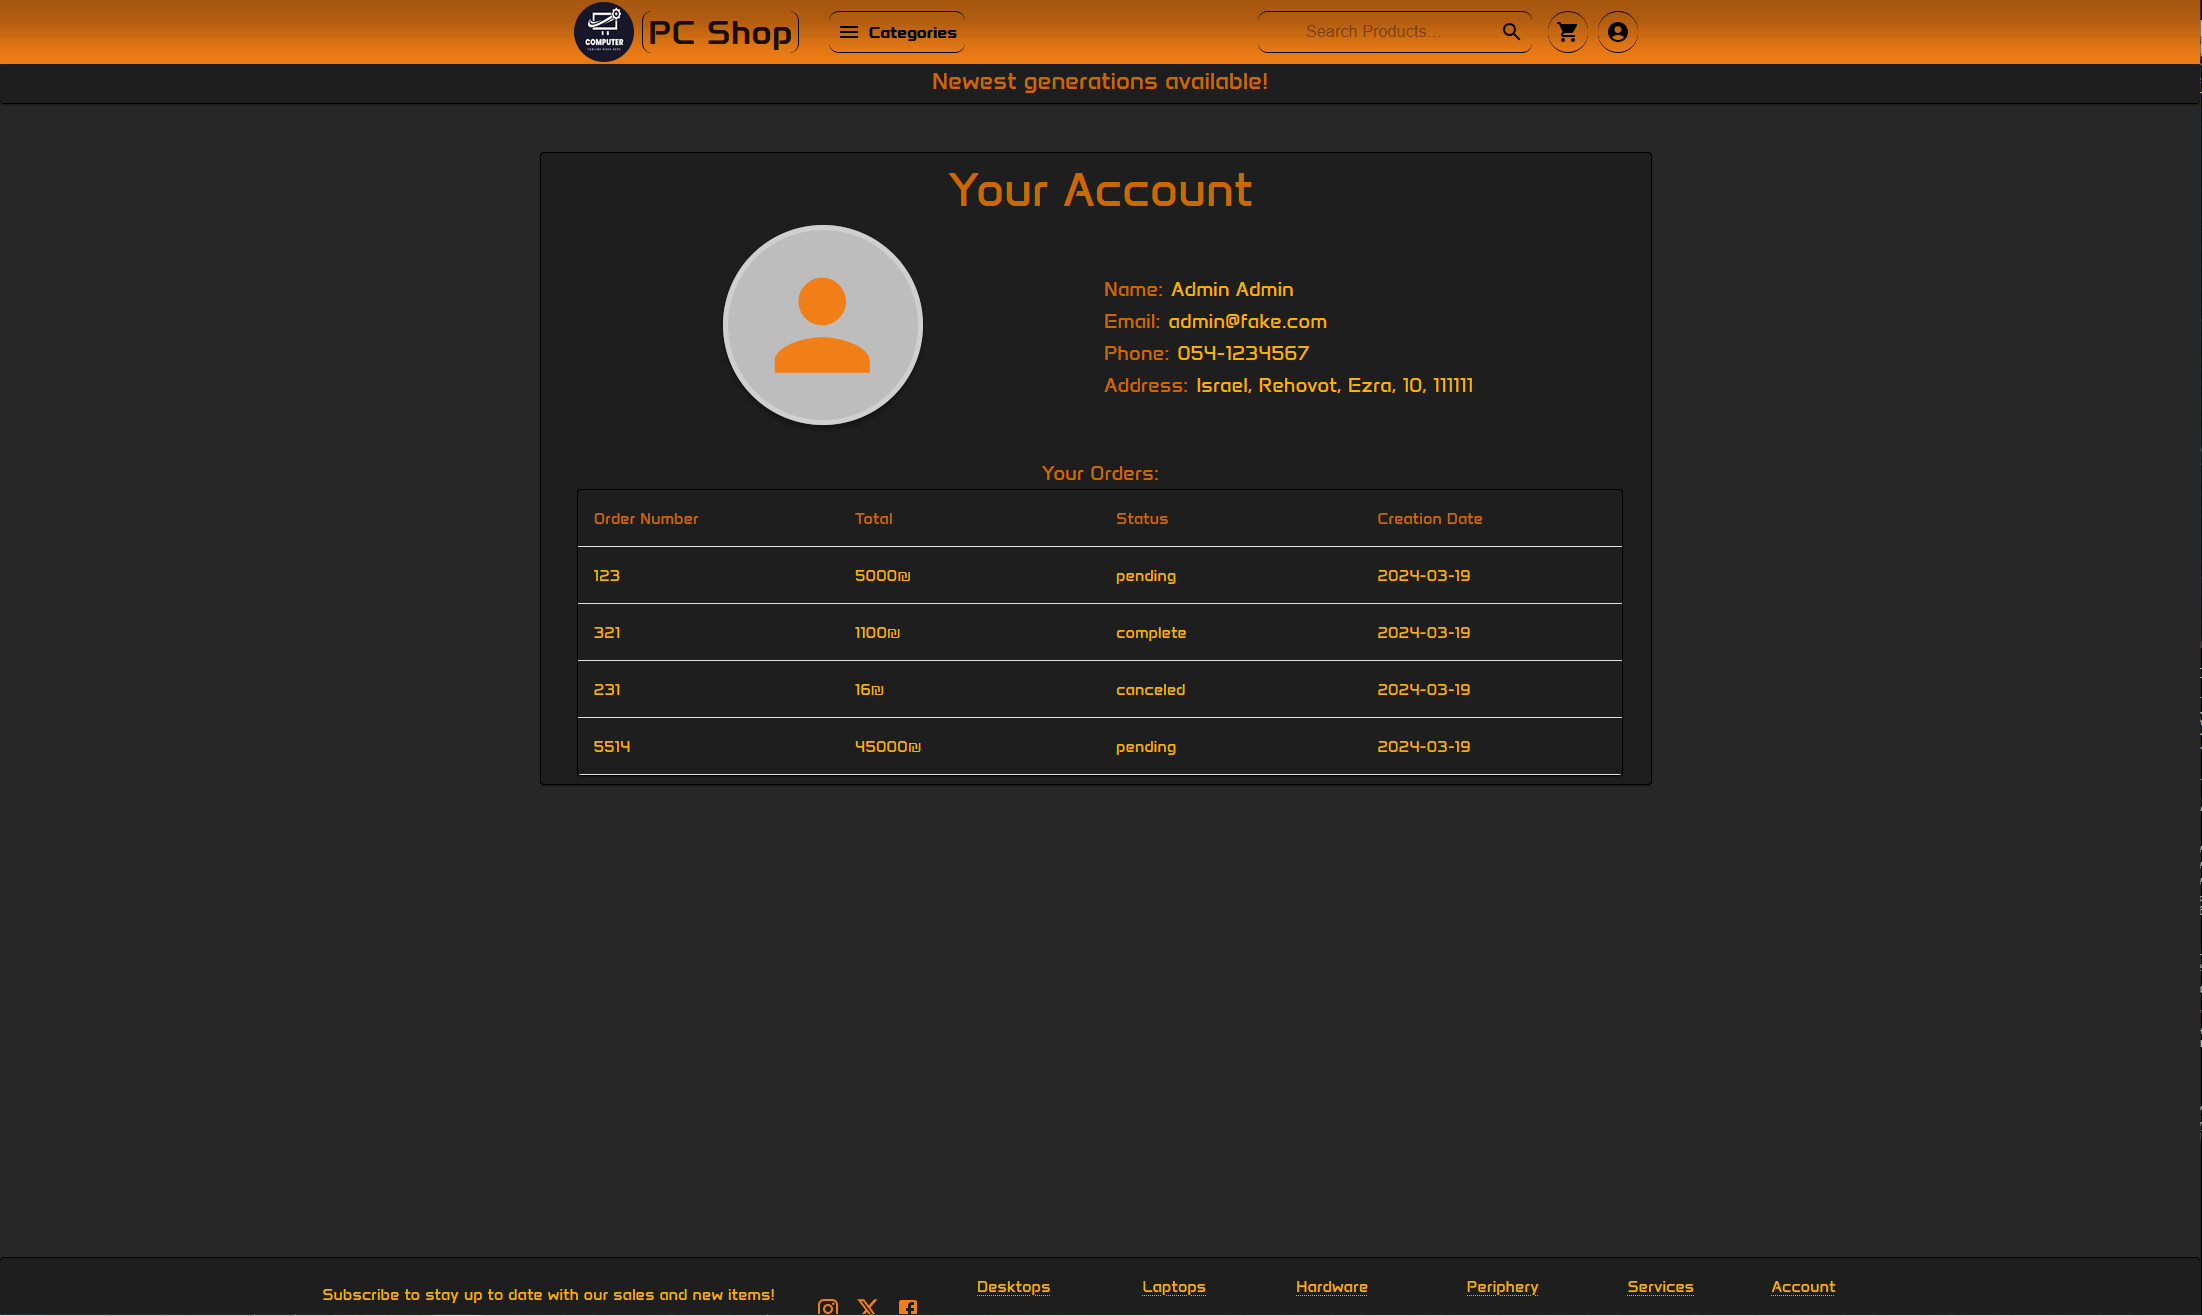 COMPUTER
PC Shop
Categories
Search Products...
Newest generations available!
Your Account
Name: Admin Admin
Email: admin@fake.com
Phone: 054-1234567
Address: Israel, Rehovot, Ezra, 10, 111111
Your Orders:
Order Number Total Status Creation Date
123 5000₪ pending 2024-03-19
321 1100₪ complete 2024-03-19
231 16₪ canceled 2024-03-19
5514 45000₪ pending 2024-03-19
Subscribe to stay up to date with our sales and new items!
Desktops Laptops Hardware Periphery Services Account